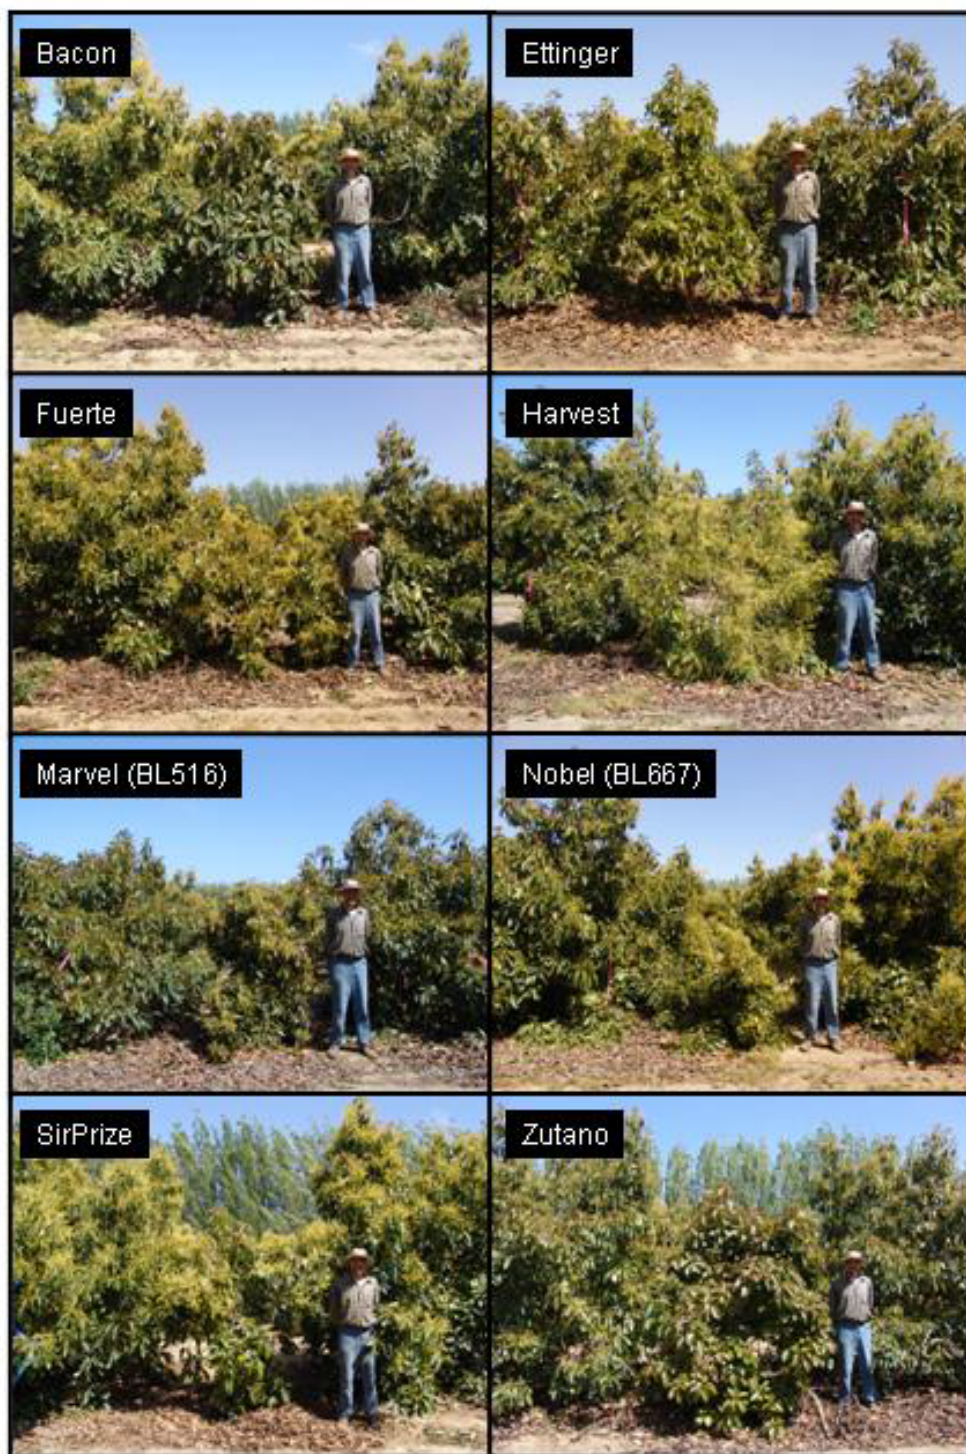 Bacon
Ettinger
Fuerte
Harvest
Marvel (BL516)
Nobel (BL667)
SirPrize
Zutano